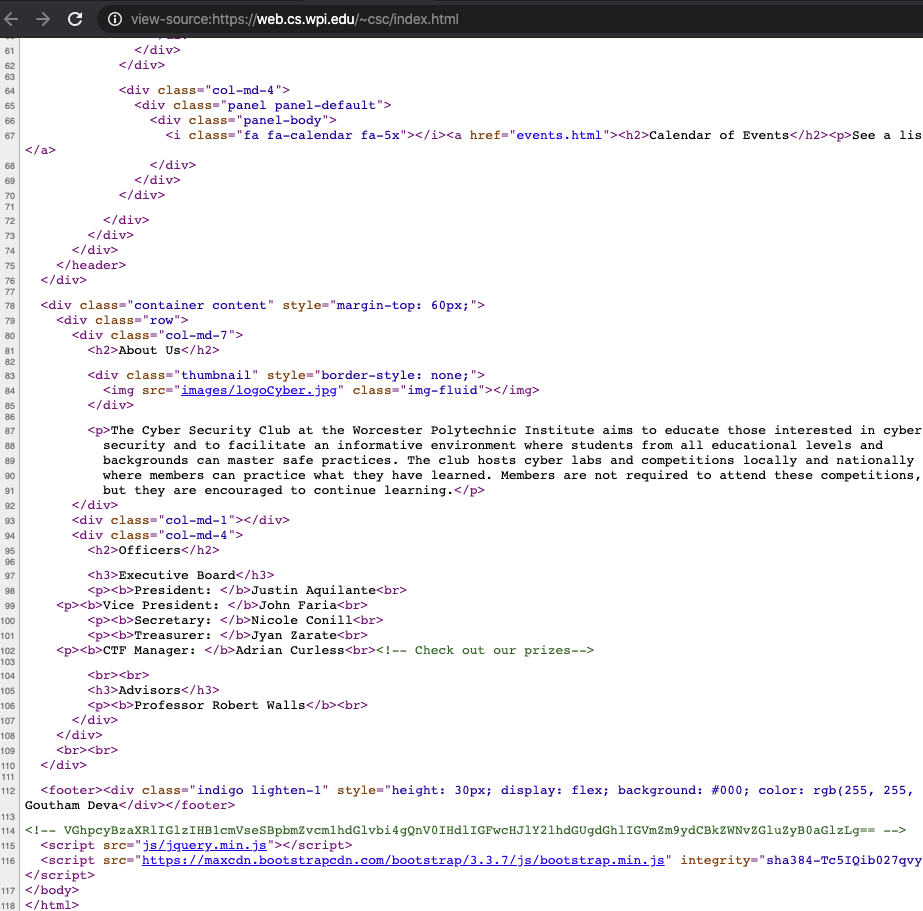 view-source:https://web.cs.wpi.edu/~csc/index.html
61 </div>
62 </div>
63
64 <div class="col-md-4">
65 <div class="panel panel-default">
66 <div class="panel-body">
67 <i class="fa fa-calendar fa-5x"></i><a href="events.html"><h2>Calendar of Events</h2><p>See a lis
</a>
68 </div>
69 </div>
70 </div>
71
72 </div>
73 </div>
74 </div>
75 </header>
76 </div>
77
78 <div class="container content" style="margin-top: 60px;">
79 <div class="row">
80 <div class="col-md-7">
81 <h2>About Us</h2>
82
83 <div class="thumbnail" style="border-style: none;">
84 <img src="images/logoCyber.jpg" class="img-fluid"></img>
85 </div>
86
87 <p>The Cyber Security Club at the Worcester Polytechnic Institute aims to educate those interested in cyber
88 security and to facilitate an informative environment where students from all educational levels and
89 backgrounds can master safe practices. The club hosts cyber labs and competitions locally and nationally
90 where members can practice what they have learned. Members are not required to attend these competitions,
91 but they are encouraged to continue learning.</p>
92 </div>
93 <div class="col-md-1"></div>
94 <div class="col-md-4">
95 <h2>Officers</h2>
96
97 <h3>Executive Board</h3>
98 <p><b>President: </b>Justin Aquilante<br>
99 <p><b>Vice President: </b>John Faria<br>
100 <p><b>Secretary: </b>Nicole Conill<br>
101 <p><b>Treasurer: </b>Jyan Zarate<br>
102 <p><b>CTF Manager: </b>Adrian Curless<br><!-- Check out our prizes-->
103
104 <br><br>
105 <h3>Advisors</h3>
106 <p><b>Professor Robert Walls</b><br>
107 </div>
108 </div>
109 <br><br>
110 </div>
111
112 <footer><div class="indigo lighten-1" style="height: 30px; display: flex; background: #000; color: rgb(255, 255,
Goutham Deva</div></footer>
113
114 <!-- VGhpcyBzaXRlIGlzIHB1cmVseSBpbmZvcm1hdGlvbi4gQnV0IHdlIGFwcHJlY2lhdGUgdGhlIGVmZm9ydCBkZWNvZGluZyB0aGlzLg== -->
115 <script src="js/jquery.min.js"></script>
116 <script src="https://maxcdn.bootstrapcdn.com/bootstrap/3.3.7/js/bootstrap.min.js" integrity="sha384-Tc5IQib027qvy
</script>
117 </body>
118 </html>